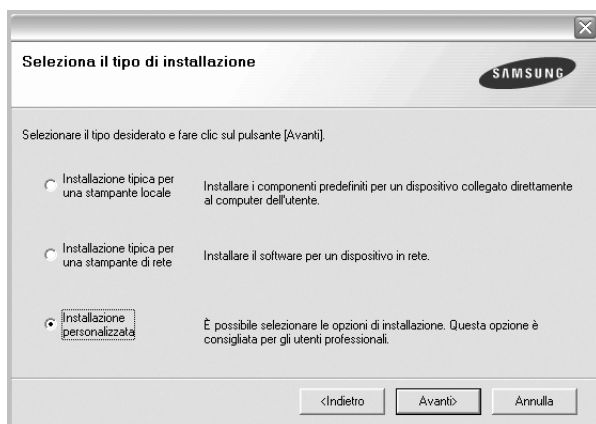 Seleziona il tipo di installazione
SAMSUNG
Selezionare il tipo desiderato e fare clic sul pulsante [Avanti].
Installazione tipica per
una stampante locale
Installare i componenti predefiniti per un dispositivo collegato direttamente
al computer dell'utente.
Installazione tipica per
una stampante di rete
Installare il software per un dispositivo in rete.
Installazione
personalizzata
È possibile selezionare le opzioni di installazione. Questa opzione è
consigliata per gli utenti professionali.
<Indietro
Avanti>
Annulla